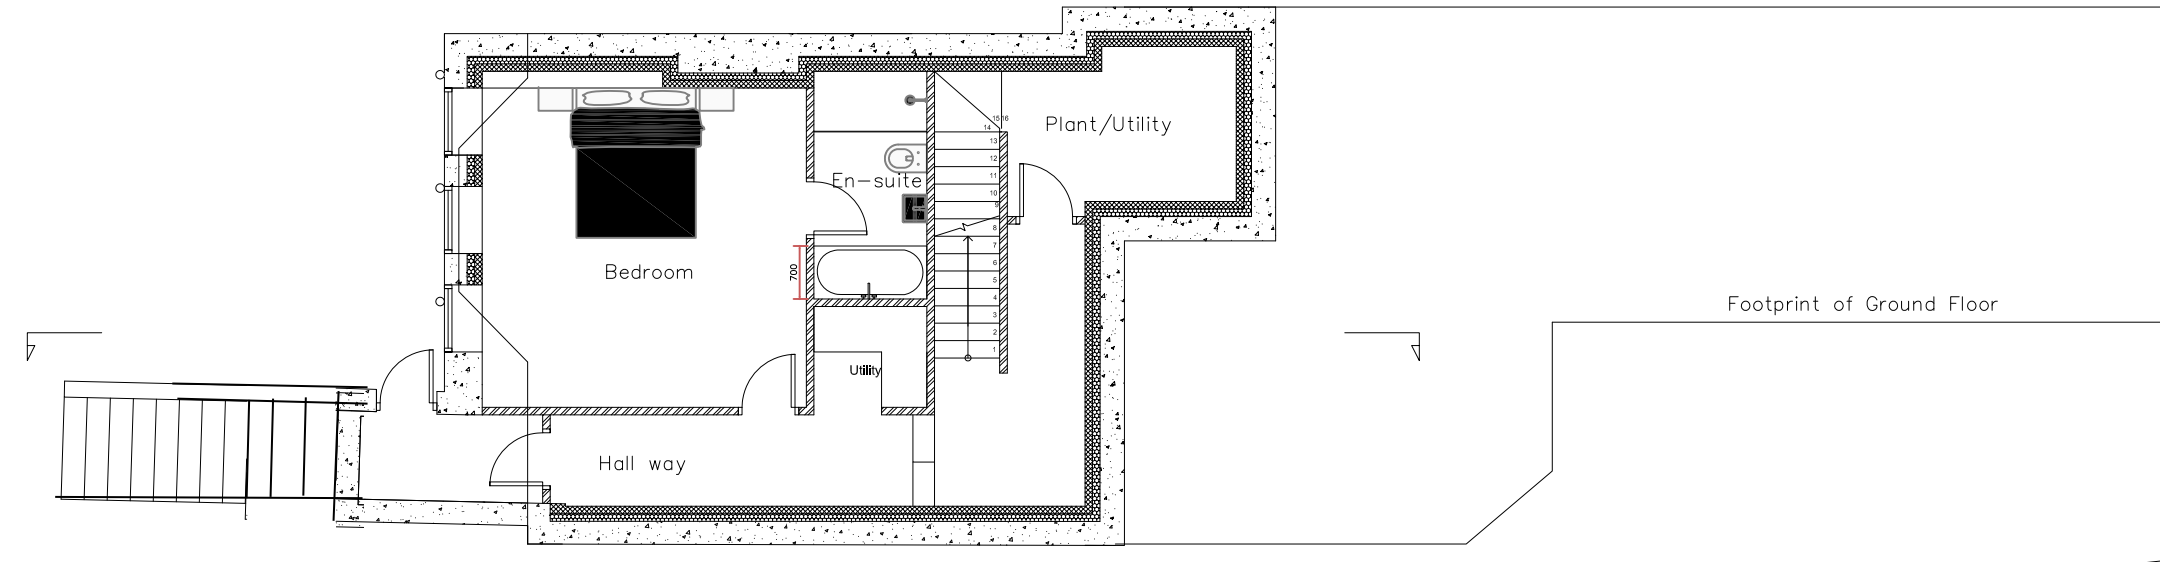 15 16
14
Plant/Utility
13
12
11
En-suite
10
9
8
7
Bedroom
700
6
5
4
Footprint of Ground Floor
3
2
1
Utility
Hall way